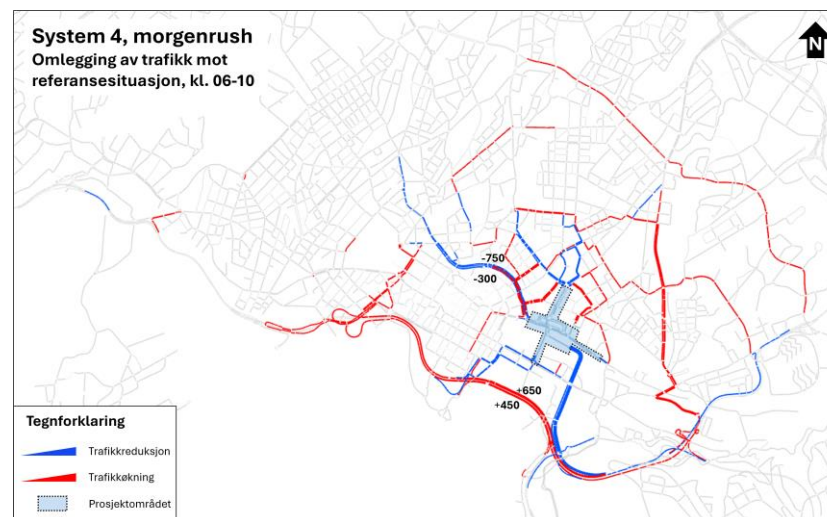 System 4, morgenrush
Omlegging av trafikk mot
referansesituasjon, kl. 06-10
N
-750
-300
+650
+450
Tegnforklaring
Trafikkreduksjon
Trafikkøkning
Prosjektområdet